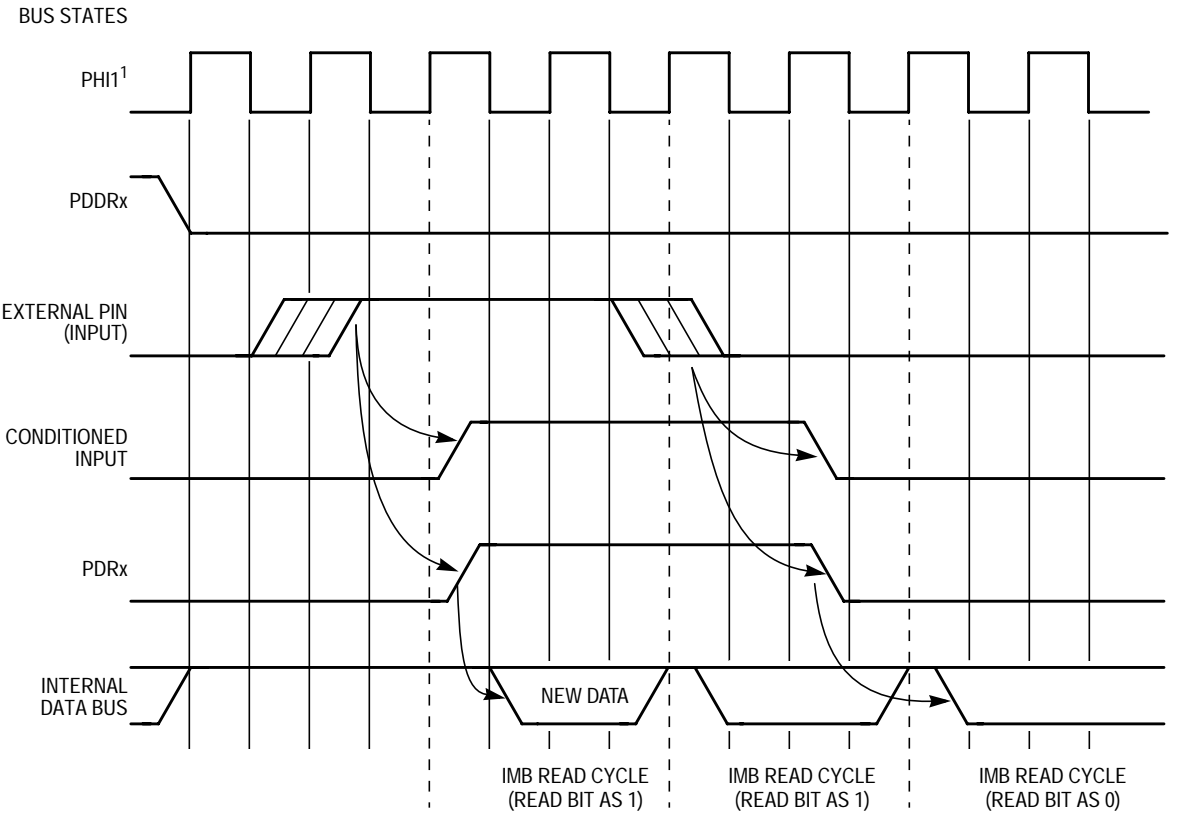 BUS STATES
PHI1¹
PDDRx
EXTERNAL PIN
(INPUT)
CONDITIONED
INPUT
PDRx
INTERNAL
DATA BUS
NEW DATA
IMB READ CYCLE
(READ BIT AS 1)
IMB READ CYCLE
(READ BIT AS 1)
IMB READ CYCLE
(READ BIT AS 0)